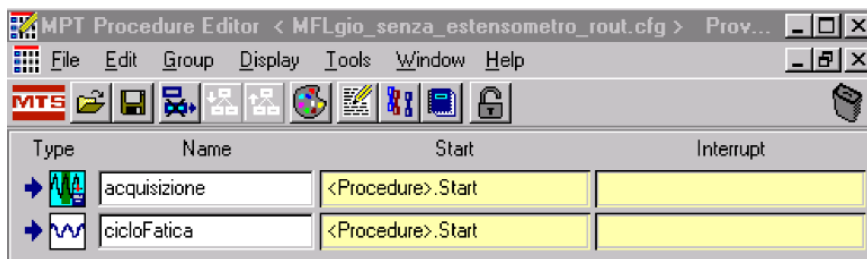 MPT Procedure Editor < MFLgio_senza_estensometro_rout.cfg > Prov...
File Edit Group Display Tools Window Help
MTS
Type Name Start Interrupt
acquisizione <Procedure>.Start
cicloFatica <Procedure>.Start